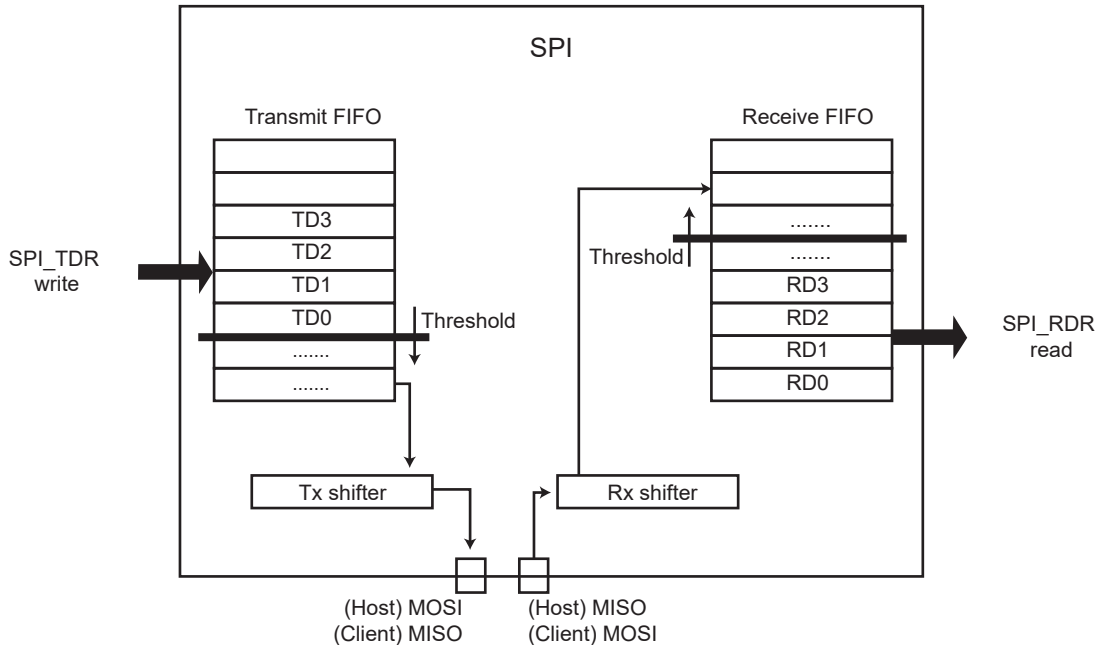 SPI
Transmit FIFO
TD3
TD2
TD1
TD0
.......
.......
Threshold
SPI_TDR
write
Tx shifter
Receive FIFO
.......
.......
RD3
RD2
RD1
RD0
Threshold
SPI_RDR
read
Rx shifter
(Host) MOSI
(Client) MISO
(Host) MISO
(Client) MOSI